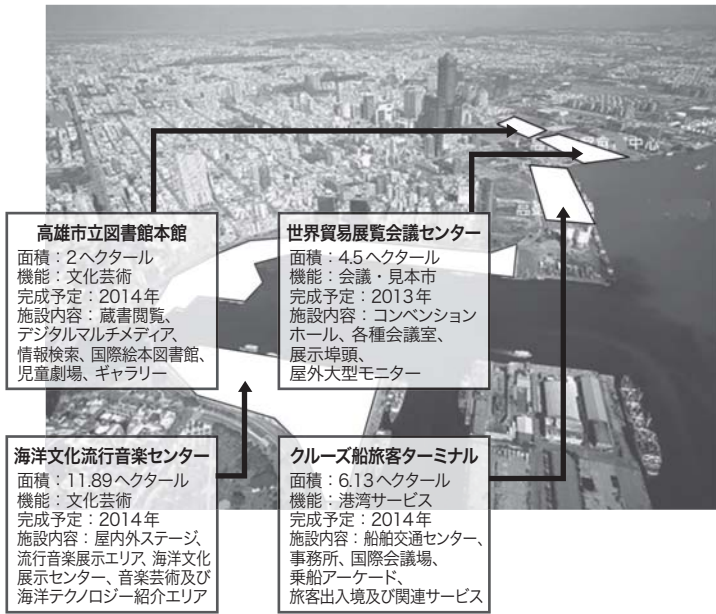 高雄市立図書館本館
面積：2ヘクタール
機能：文化芸術
完成予定：2014年
施設内容：蔵書閲覧、
デジタルマルチメディア、
情報検索、国際絵本図書館、
児童劇場、ギャラリー
世界貿易展覧会議センター
面積：4.5ヘクタール
機能：会議・見本市
完成予定：2013年
施設内容：コンベンション
ホール、各種会議室、
展示埠頭、
屋外大型モニター
海洋文化流行音楽センター
面積：11.89ヘクタール
機能：文化芸術
完成予定：2014年
施設内容：屋内外ステージ、
流行音楽展示エリア、海洋文化
展示センター、音楽芸術及び
海洋テクノロジー紹介エリア
クルーズ船旅客ターミナル
面積：6.13ヘクタール
機能：港湾サービス
完成予定：2014年
施設内容：船舶交通センター、
事務所、国際会議場、
乗船アーケード、
旅客出入境及び関連サービス
中心